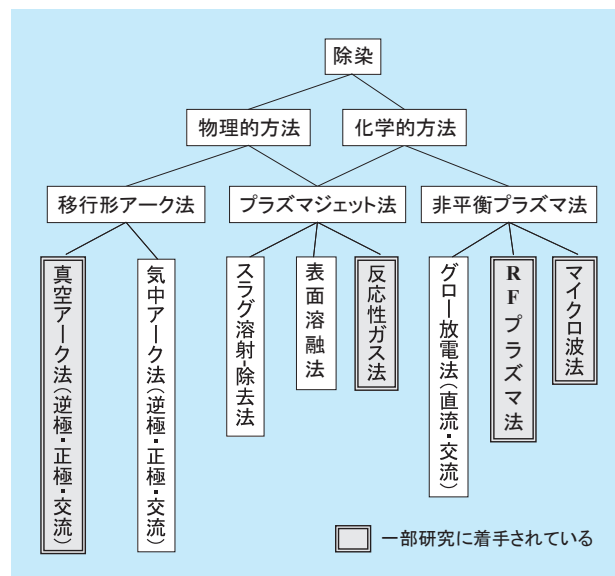 除染
物理的方法
化学的方法
移行形アーク法
プラズマジェット法
非平衡プラズマ法
真空アーク法(逆極・正極・交流)
気中アーク法(逆極・正極・交流)
スラグ溶射-除去法
表面溶融法
反応性ガス法
グロー放電法(直流・交流)
RFプラズマ法
マイクロ波法
一部研究に着手されている